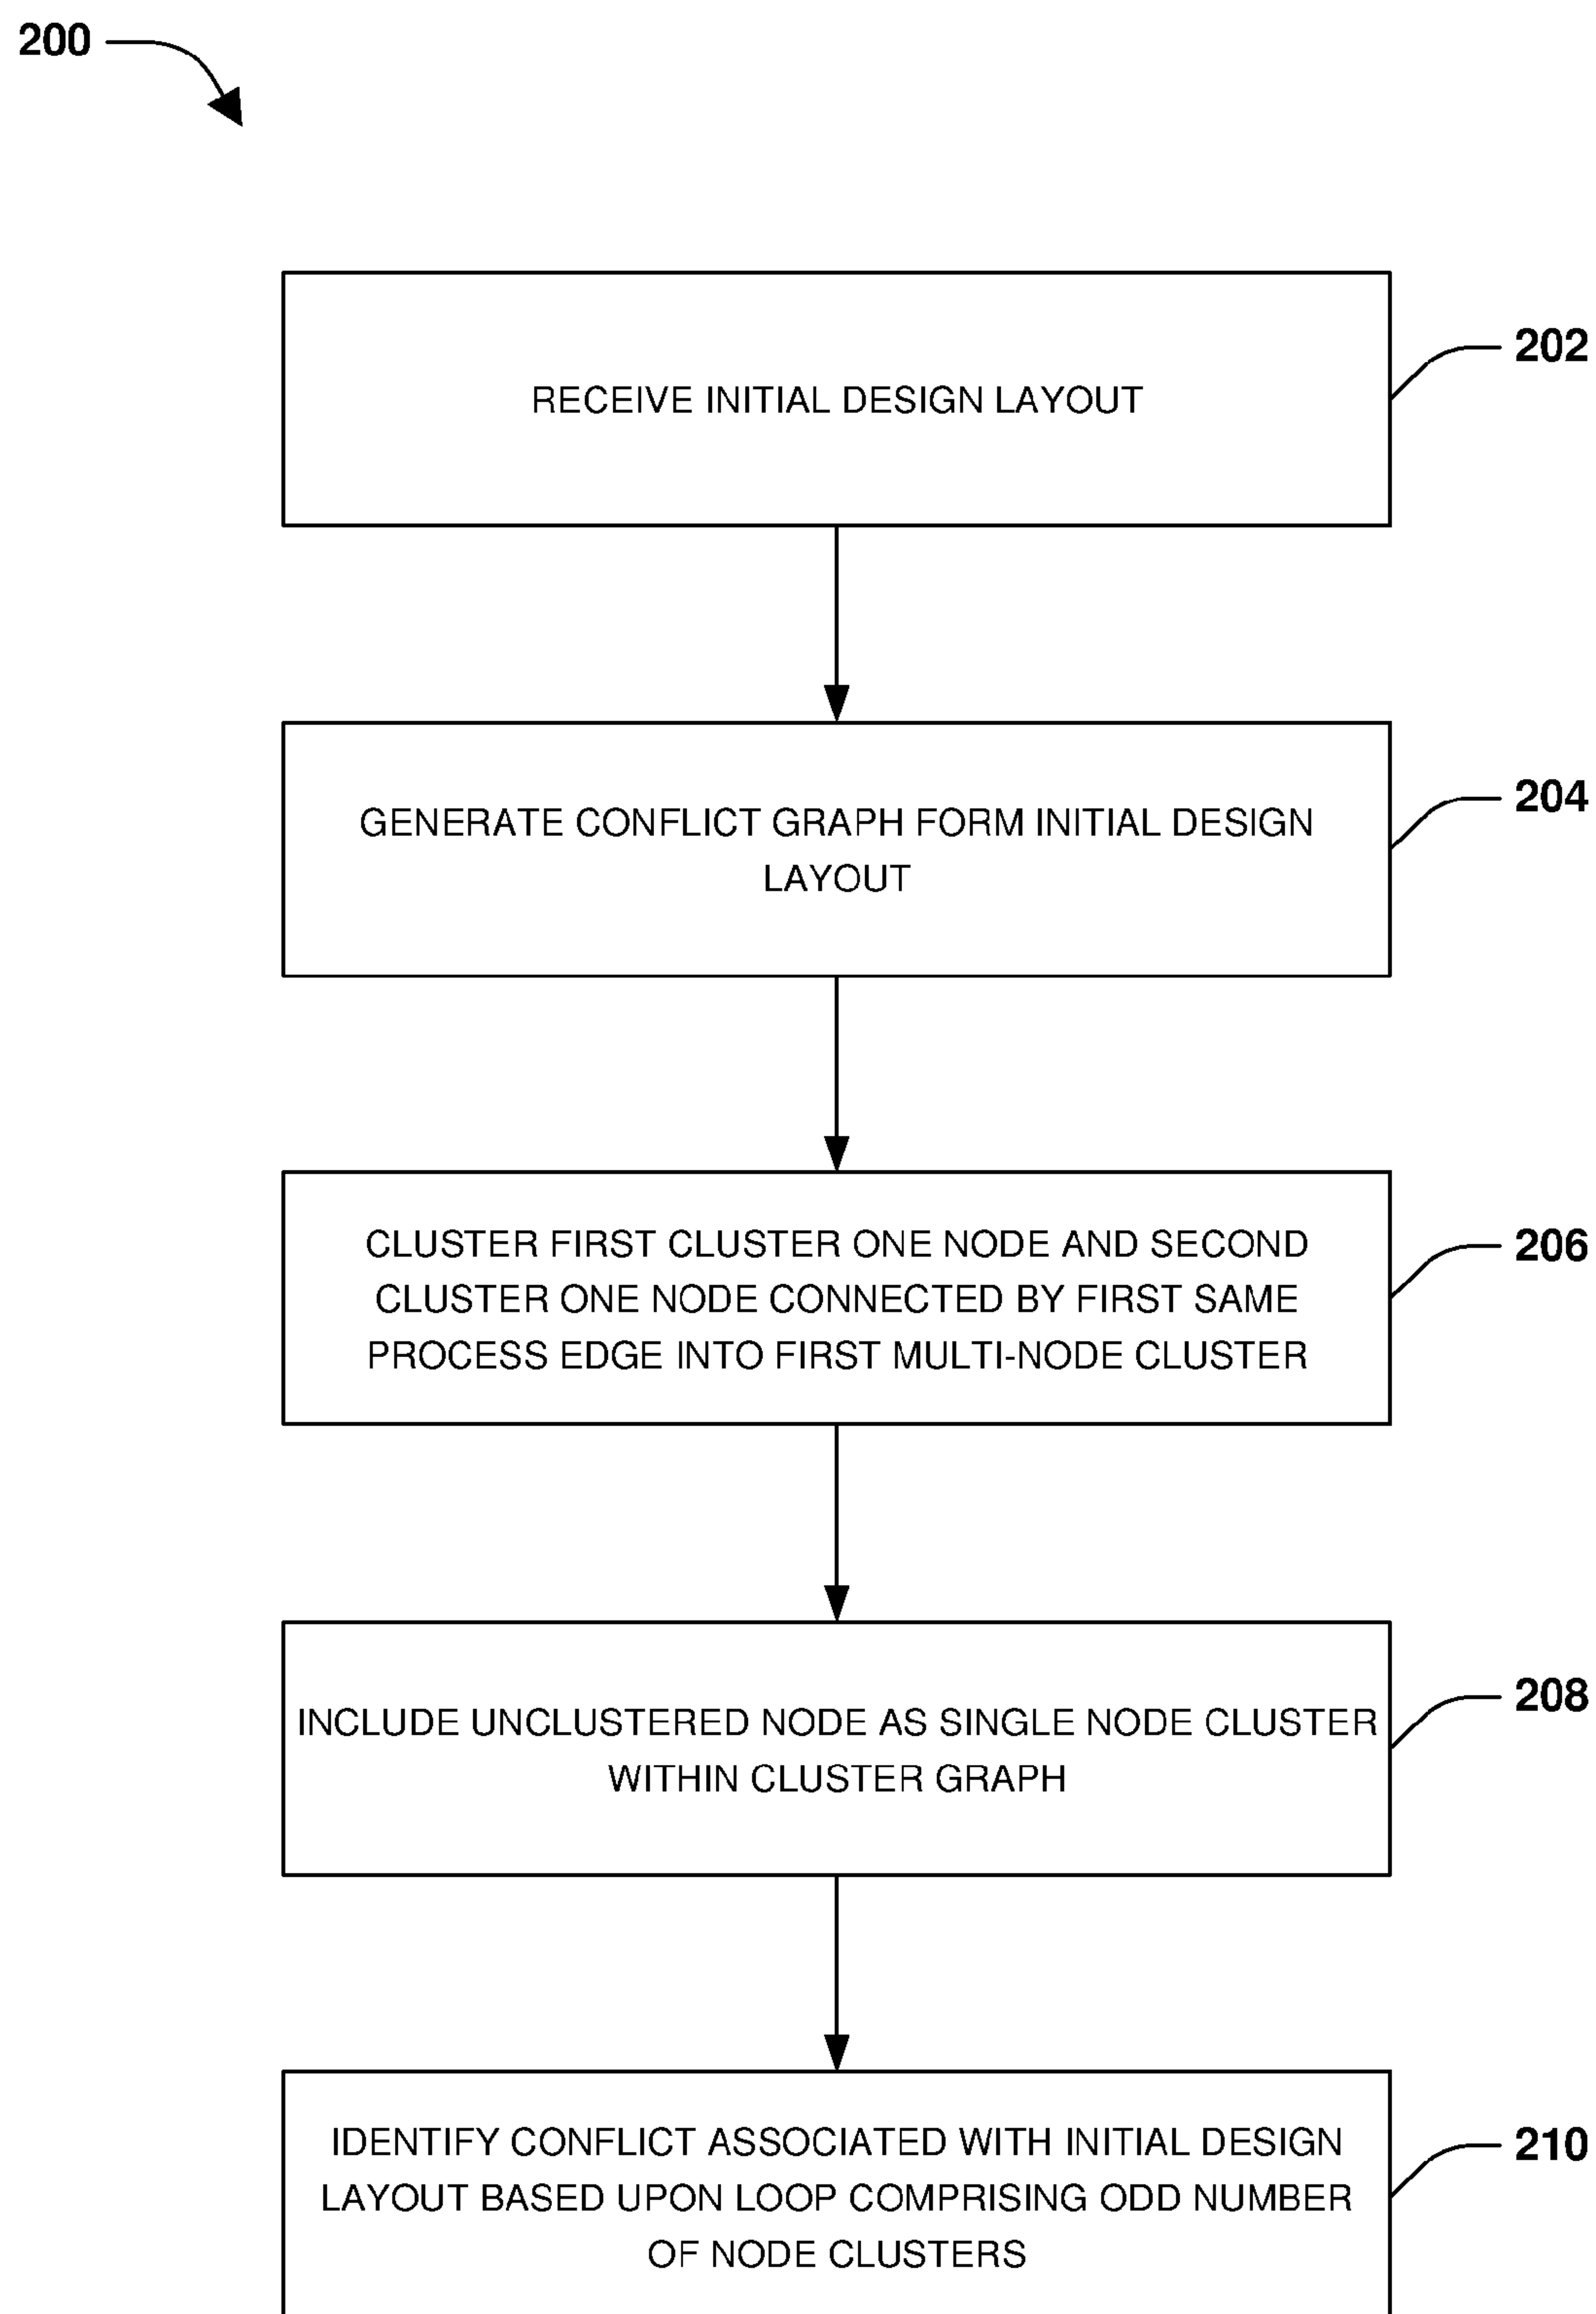 200
RECEIVE INITIAL DESIGN LAYOUT
202
GENERATE CONFLICT GRAPH FORM INITIAL DESIGN
LAYOUT
204
CLUSTER FIRST CLUSTER ONE NODE AND SECOND
CLUSTER ONE NODE CONNECTED BY FIRST SAME
PROCESS EDGE INTO FIRST MULTI-NODE CLUSTER
206
INCLUDE UNCLUSTERED NODE AS SINGLE NODE CLUSTER
WITHIN CLUSTER GRAPH
208
IDENTIFY CONFLICT ASSOCIATED WITH INITIAL DESIGN
LAYOUT BASED UPON LOOP COMPRISING ODD NUMBER
OF NODE CLUSTERS
210